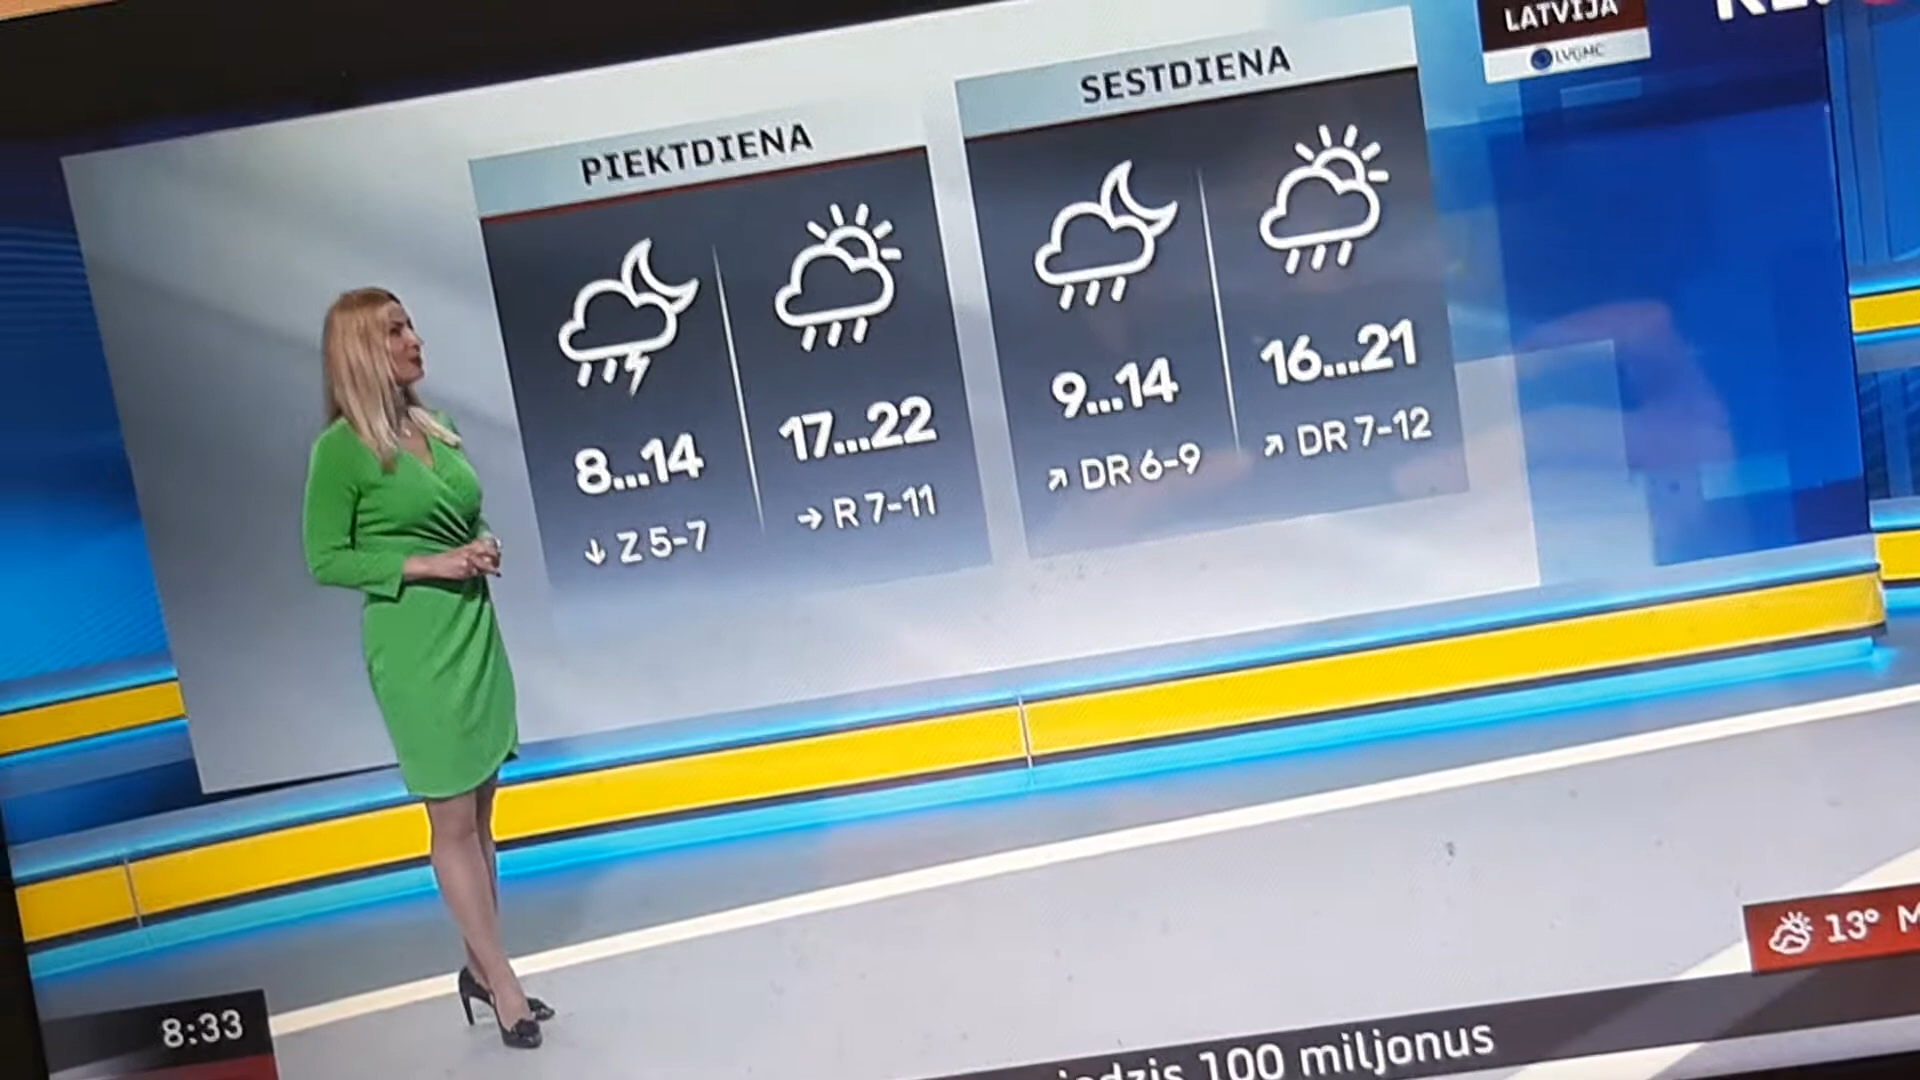 LATVIJA
LVĢMC
PIEKTDIENA
8...14
↓ Z 5-7
17...22
→ R 7-11
SESTDIENA
9...14
↗ DR 6-9
16...21
↗ DR 7-12
13°
8:33
100 miljonus